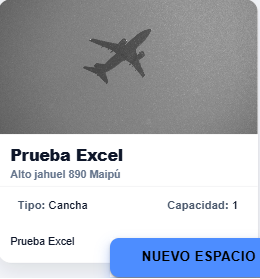 Prueba Excel
Alto jahuel 890 Maipú
Tipo: Cancha Capacidad: 1
Prueba Excel
NUEVO ESPACIO